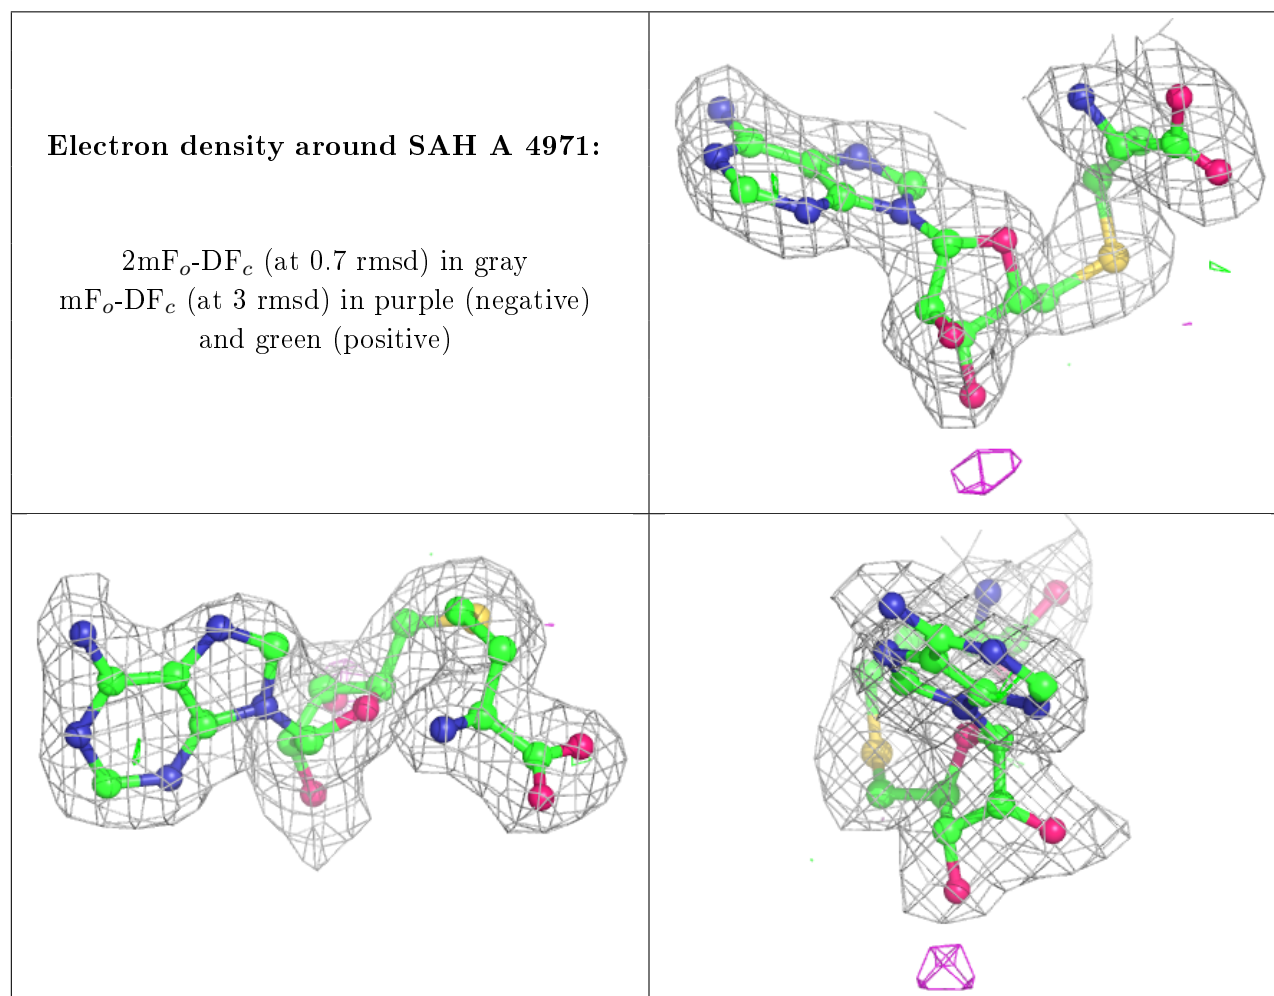 Electron density around SAH A 4971:
2mFo-DFc (at 0.7 rmsd) in gray
mFo-DFc (at 3 rmsd) in purple (negative)
and green (positive)